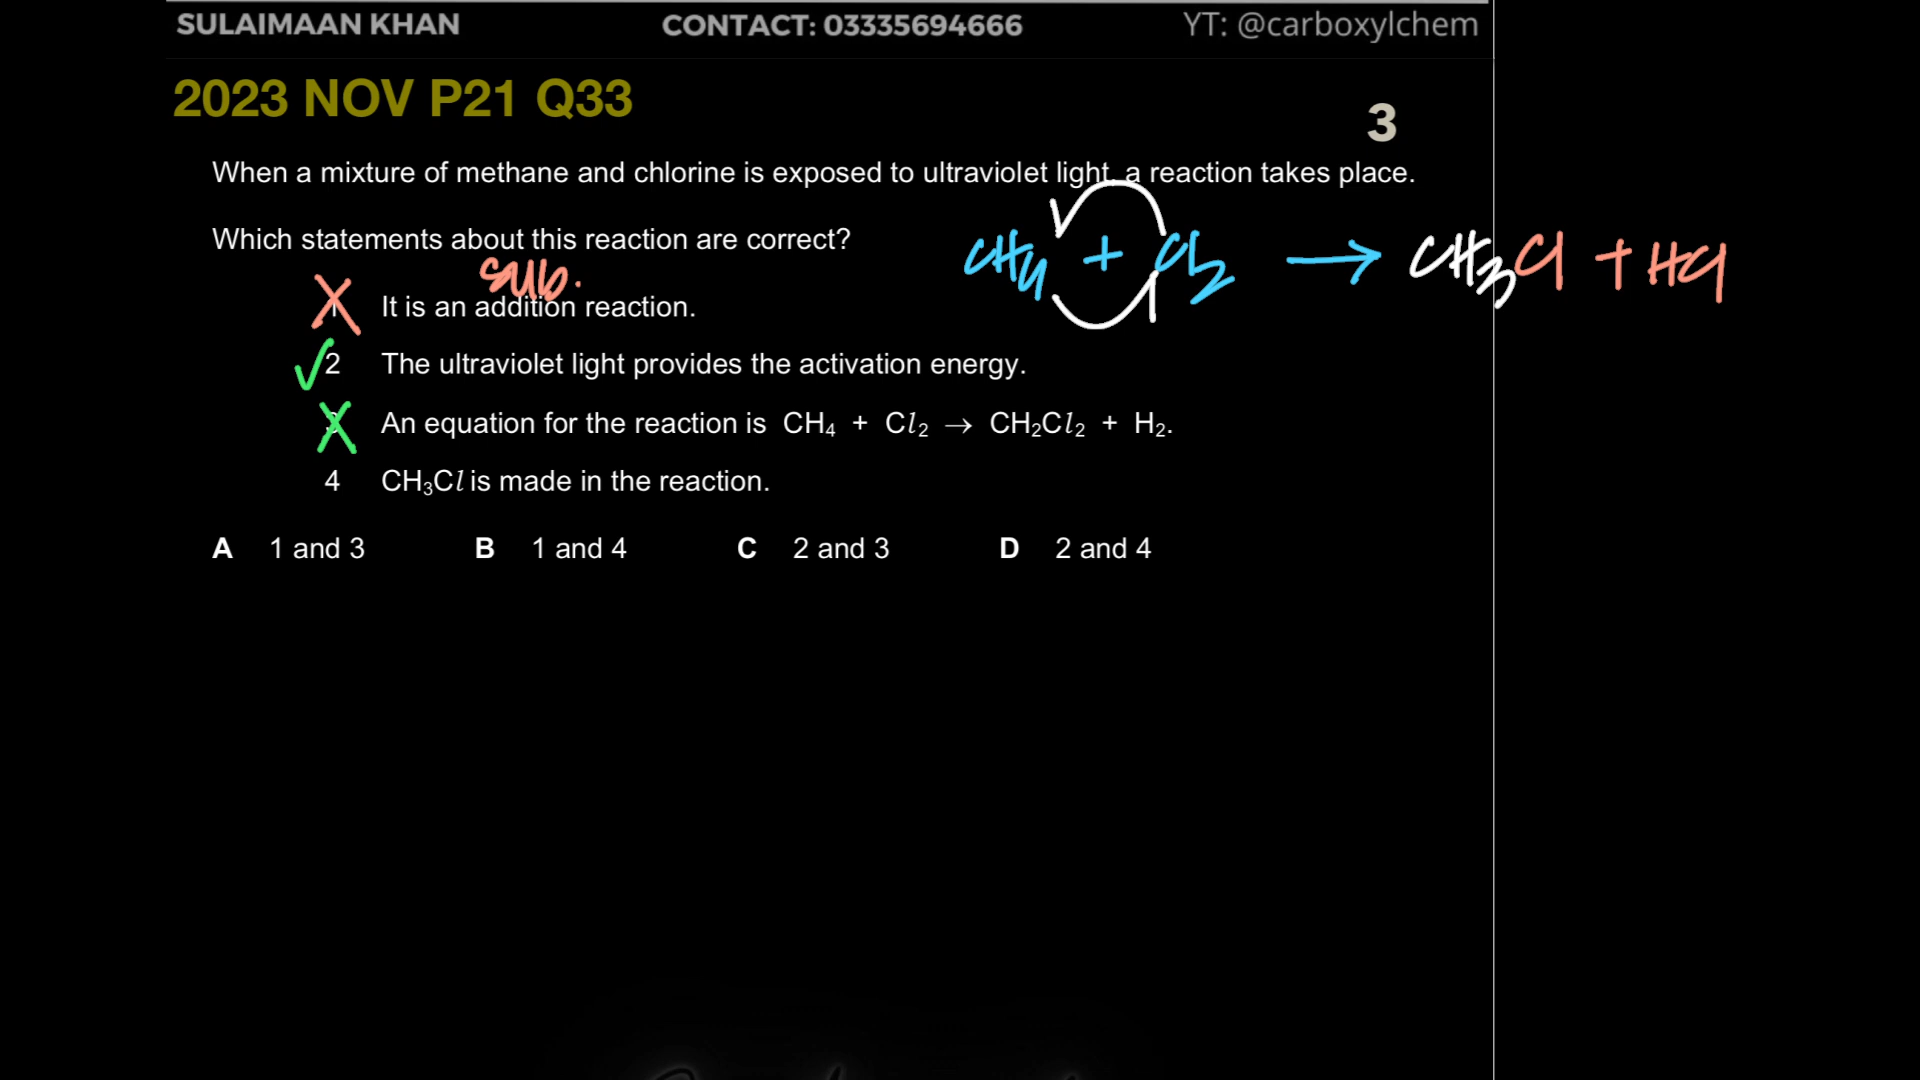 SULAIMAAN KHAN CONTACT: 03335694666 YT: @carboxylchem
2023 NOV P21 Q33
3
When a mixture of methane and chlorine is exposed to ultraviolet light, a reaction takes place.
Which statements about this reaction are correct?
CH4 + Cl2 → CH3Cl + HCl
sub.
1 It is an addition reaction.
2 The ultraviolet light provides the activation energy.
3 An equation for the reaction is CH₄ + Cl₂ → CH₂Cl₂ + H₂.
4 CH₃Cl is made in the reaction.
A 1 and 3 B 1 and 4 C 2 and 3 D 2 and 4